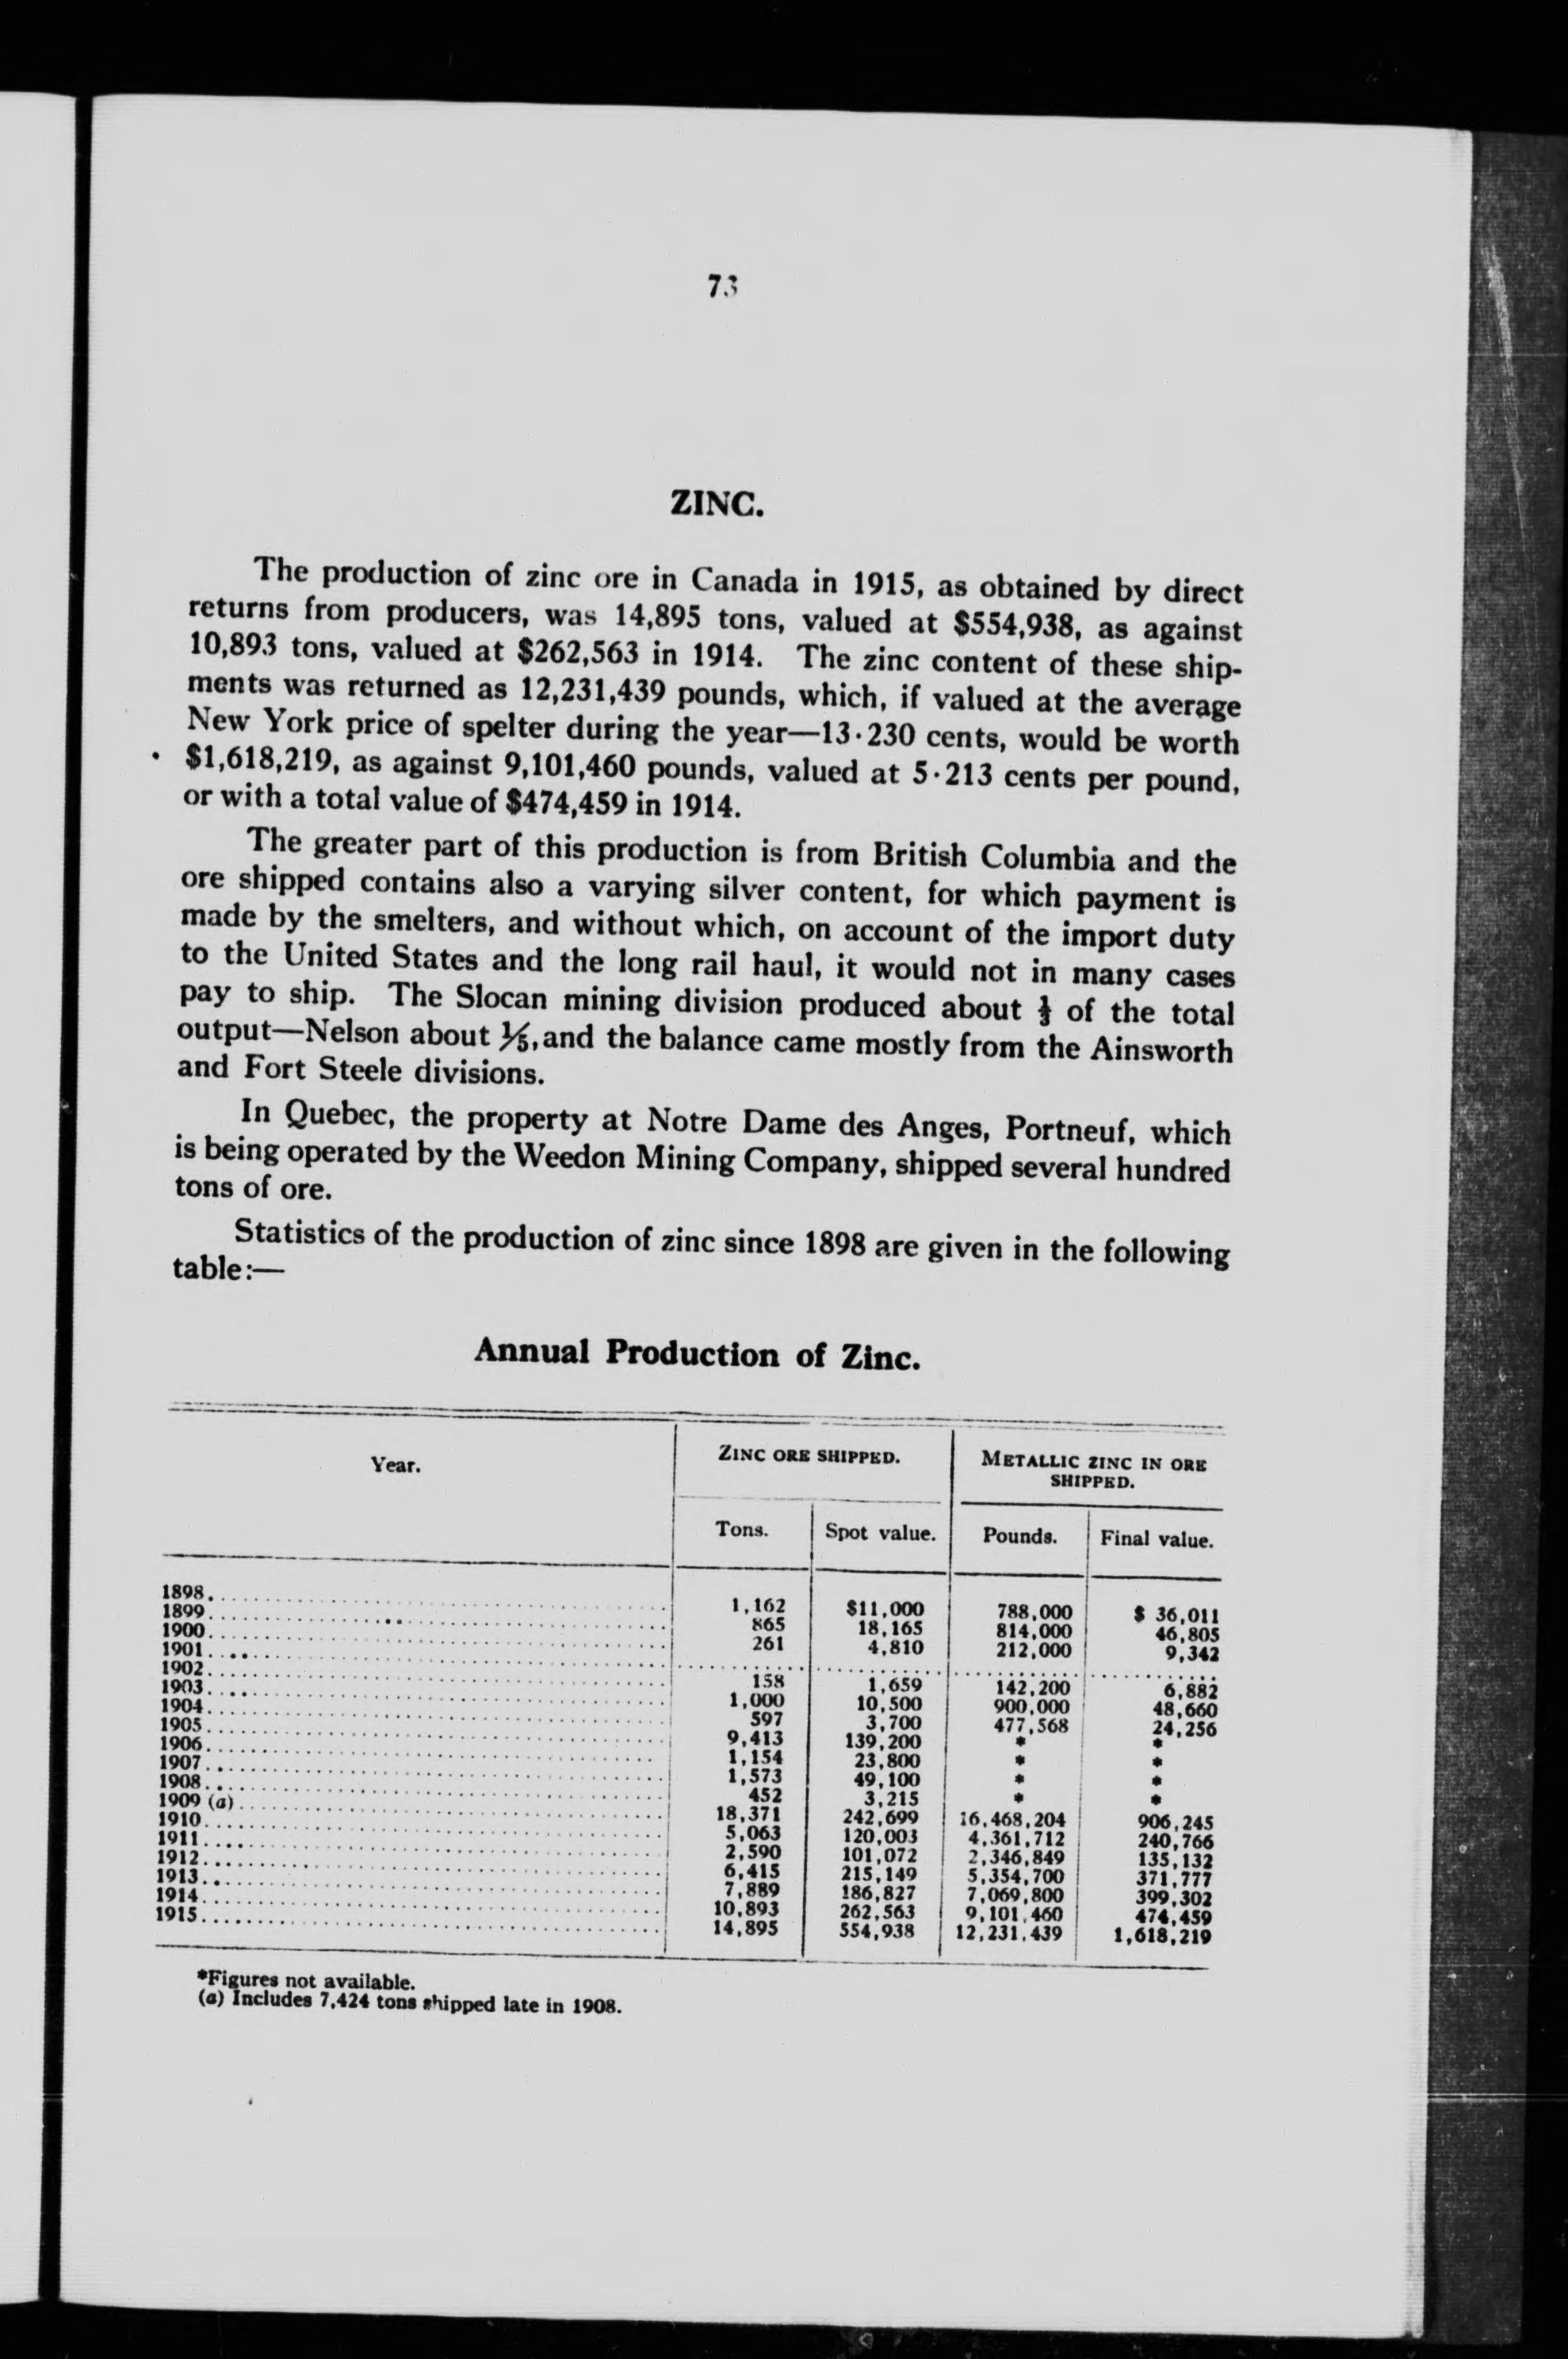 73
ZINC.
The production of zinc ore in Canada in 1915, as obtained by direct
returns from producers, was 14,895 tons, valued at $554,938, as against
10,893 tons, valued at $262,563 in 1914. The zinc content of these ship-
ments was returned as 12,231,439 pounds, which, if valued at the average
New York price of spelter during the year—13·230 cents, would be worth
$1,618,219, as against 9,101,460 pounds, valued at 5·213 cents per pound,
or with a total value of $474,459 in 1914.
The greater part of this production is from British Columbia and the
ore shipped contains also a varying silver content, for which payment is
made by the smelters, and without which, on account of the import duty
to the United States and the long rail haul, it would not in many cases
pay to ship. The Slocan mining division produced about of the total
output—Nelson about ⅕, and the balance came mostly from the Ainsworth
and Fort Steele divisions.
In Quebec, the property at Notre Dame des Anges, Portneuf, which
is being operated by the Weedon Mining Company, shipped several hundred
tons of ore.
Statistics of the production of zinc since 1898 are given in the following
table:—
Annual Production of Zinc.
Year. ZINC ORE SHIPPED. METALLIC ZINC IN ORE
SHIPPED.
Tons. Spot value. Pounds. Final value.
1898 1,162 $11,000 788,000 $ 36,011
1899 865 18,165 814,000 46,805
1900 261 4,810 212,000 9,342
1901
1902 158 1,659 142,200 6,882
1903 1,000 10,500 900,000 48,660
1904 597 3,700 477,568 24,256
1905 9,413 139,200 * *
1906 1,154 23,800 * *
1907 1,573 49,100 * *
1908 452 3,215 * *
1909 (a) 18,371 242,699 16,468,204 906,245
1910 5,063 120,003 4,361,712 240,766
1911 2,590 101,072 2,346,849 135,132
1912 6,415 215,149 5,354,700 371,777
1913 7,889 186,827 7,069,800 399,302
1914 10,893 262,563 9,101,460 474,459
1915 14,895 554,938 12,231,439 1,618,219
*Figures not available.
(a) Includes 7,424 tons shipped late in 1908.